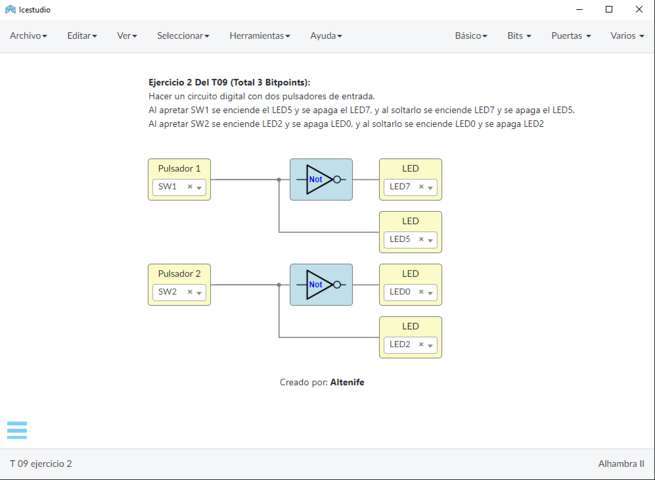 Icestudio
Archivo Editar Ver Seleccionar Herramientas Ayuda Básico Bits Puertas Varios
Ejercicio 2 Del T09 (Total 3 Bitpoints):
Hacer un circuito digital con dos pulsadores de entrada.
Al apretar SW1 se enciende el LED5 y se apaga el LED7, y al soltarlo se enciende LED7 y se apaga el LED5.
Al apretar SW2 se enciende LED2 y se apaga LED0, y al soltarlo se enciende LED0 y se apaga LED2
Pulsador 1
SW1
Not
LED
LED7
LED
LED5
Pulsador 2
SW2
Not
LED
LED0
LED
LED2
Creado por: Altenife
T 09 ejercicio 2
Alhambra II